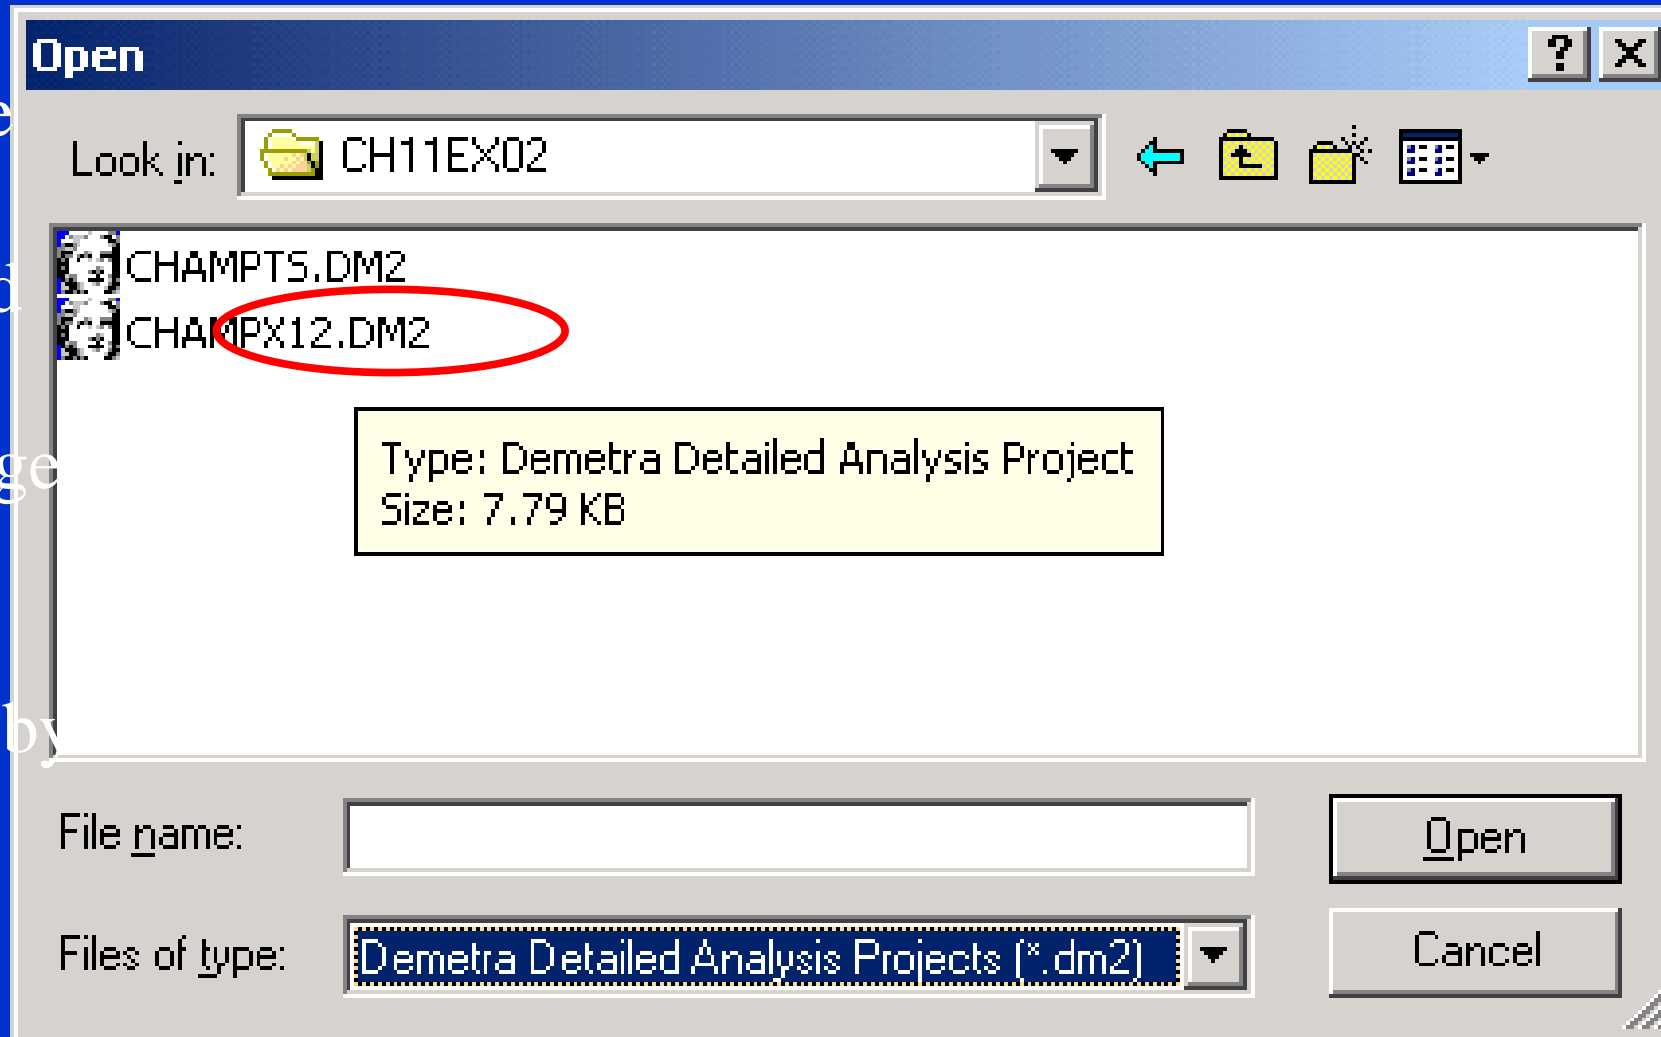 Open
Look in: CH11EX02
CHAMPTS.DM2
CHAMPX12.DM2
Type: Demetra Detailed Analysis Project
Size: 7.79 KB
by
File name:
Open
Files of type: Demetra Detailed Analysis Projects (*.dm2)
Cancel